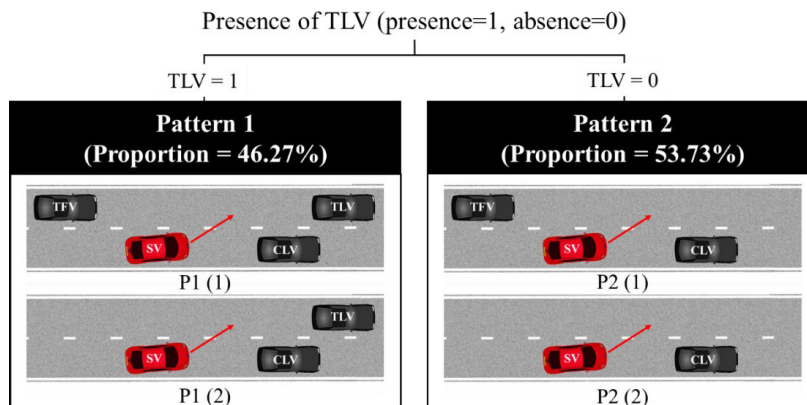 Presence of TLV (presence=1, absence=0)
TLV = 1
TLV = 0
Pattern 1
(Proportion = 46.27%)
Pattern 2
(Proportion = 53.73%)
TFV
TLV
SV
CLV
P1 (1)
TLV
SV
CLV
P1 (2)
TFV
SV
CLV
P2 (1)
SV
CLV
P2 (2)